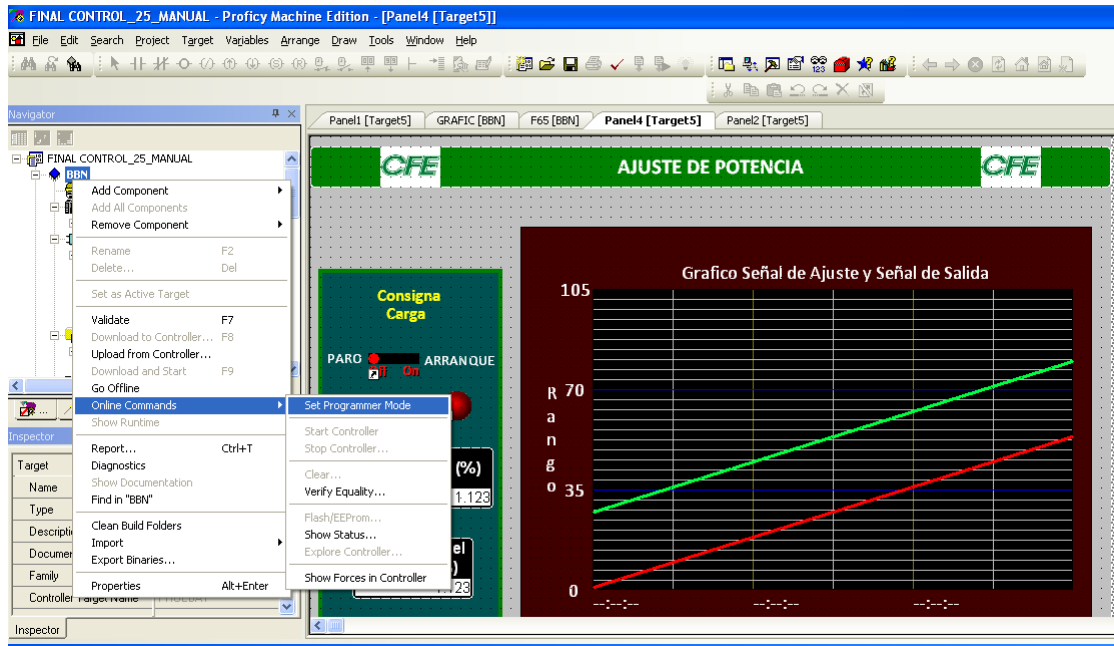 FINAL CONTROL_25_MANUAL - Proficy Machine Edition - [Panel4 [Target5]]
File Edit Search Project Target Variables Arrange Draw Tools Window Help
Navigator
FINAL CONTROL_25_MANUAL
BBN
Add Component
Add All Components
Remove Component
Rename F2
Delete... Del
Set as Active Target
Validate F7
Download to Controller... F8
Upload from Controller...
Download and Start F9
Go Offline
Online Commands
Show Runtime
Report... Ctrl+T
Diagnostics
Show Documentation
Find in "BBN"
Clean Build Folders
Import
Export Binaries...
Properties Alt+Enter
Set Programmer Mode
Start Controller
Stop Controller...
Clear...
Verify Equality...
Flash/EEProm...
Show Status...
Explore Controller...
Show Forces in Controller
Inspector
Target
Name
Type
Descripti
Documen
Family
Controller Target Name
Inspector
Panel1 [Target5] GRAFIC [BBN] F65 [BBN] Panel4 [Target5] Panel2 [Target5]
CFE AJUSTE DE POTENCIA CFE
Consigna
Carga
PARO Off On ARRANQUE
(%)
1.123
el
)
1.123
Grafico Señal de Ajuste y Señal de Salida
Rango
105
70
35
0
--:--:-- --:--:-- --:--:--